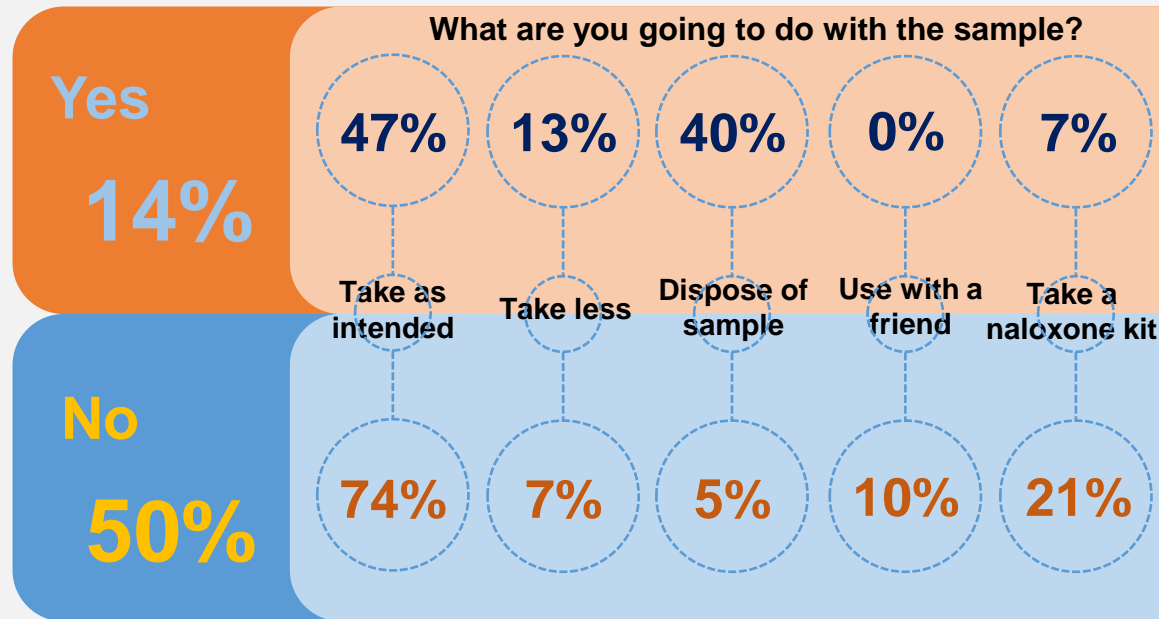 What are you going to do with the sample?
Yes
14%
47%
13%
40%
0%
7%
Take as
intended
Take less
Dispose of
sample
Use with a
friend
Take a
naloxone kit
No
50%
74%
7%
5%
10%
21%